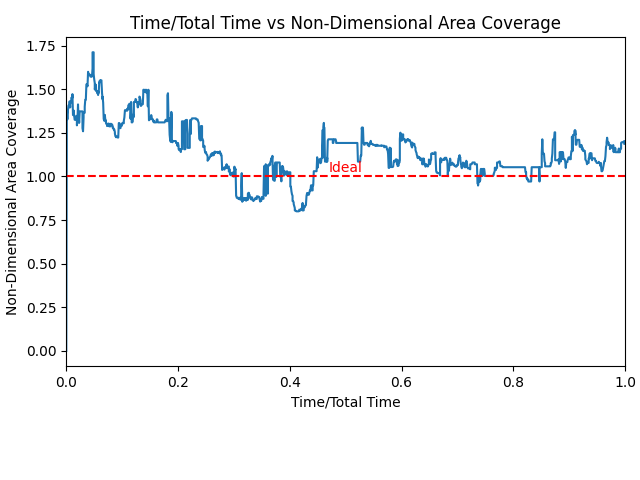 Time/Total Time vs Non-Dimensional Area Coverage
Non-Dimensional Area Coverage
1.75
1.50
1.25
1.00
0.75
0.50
0.25
0.00
Ideal
0.0 0.2 0.4 0.6 0.8 1.0
Time/Total Time